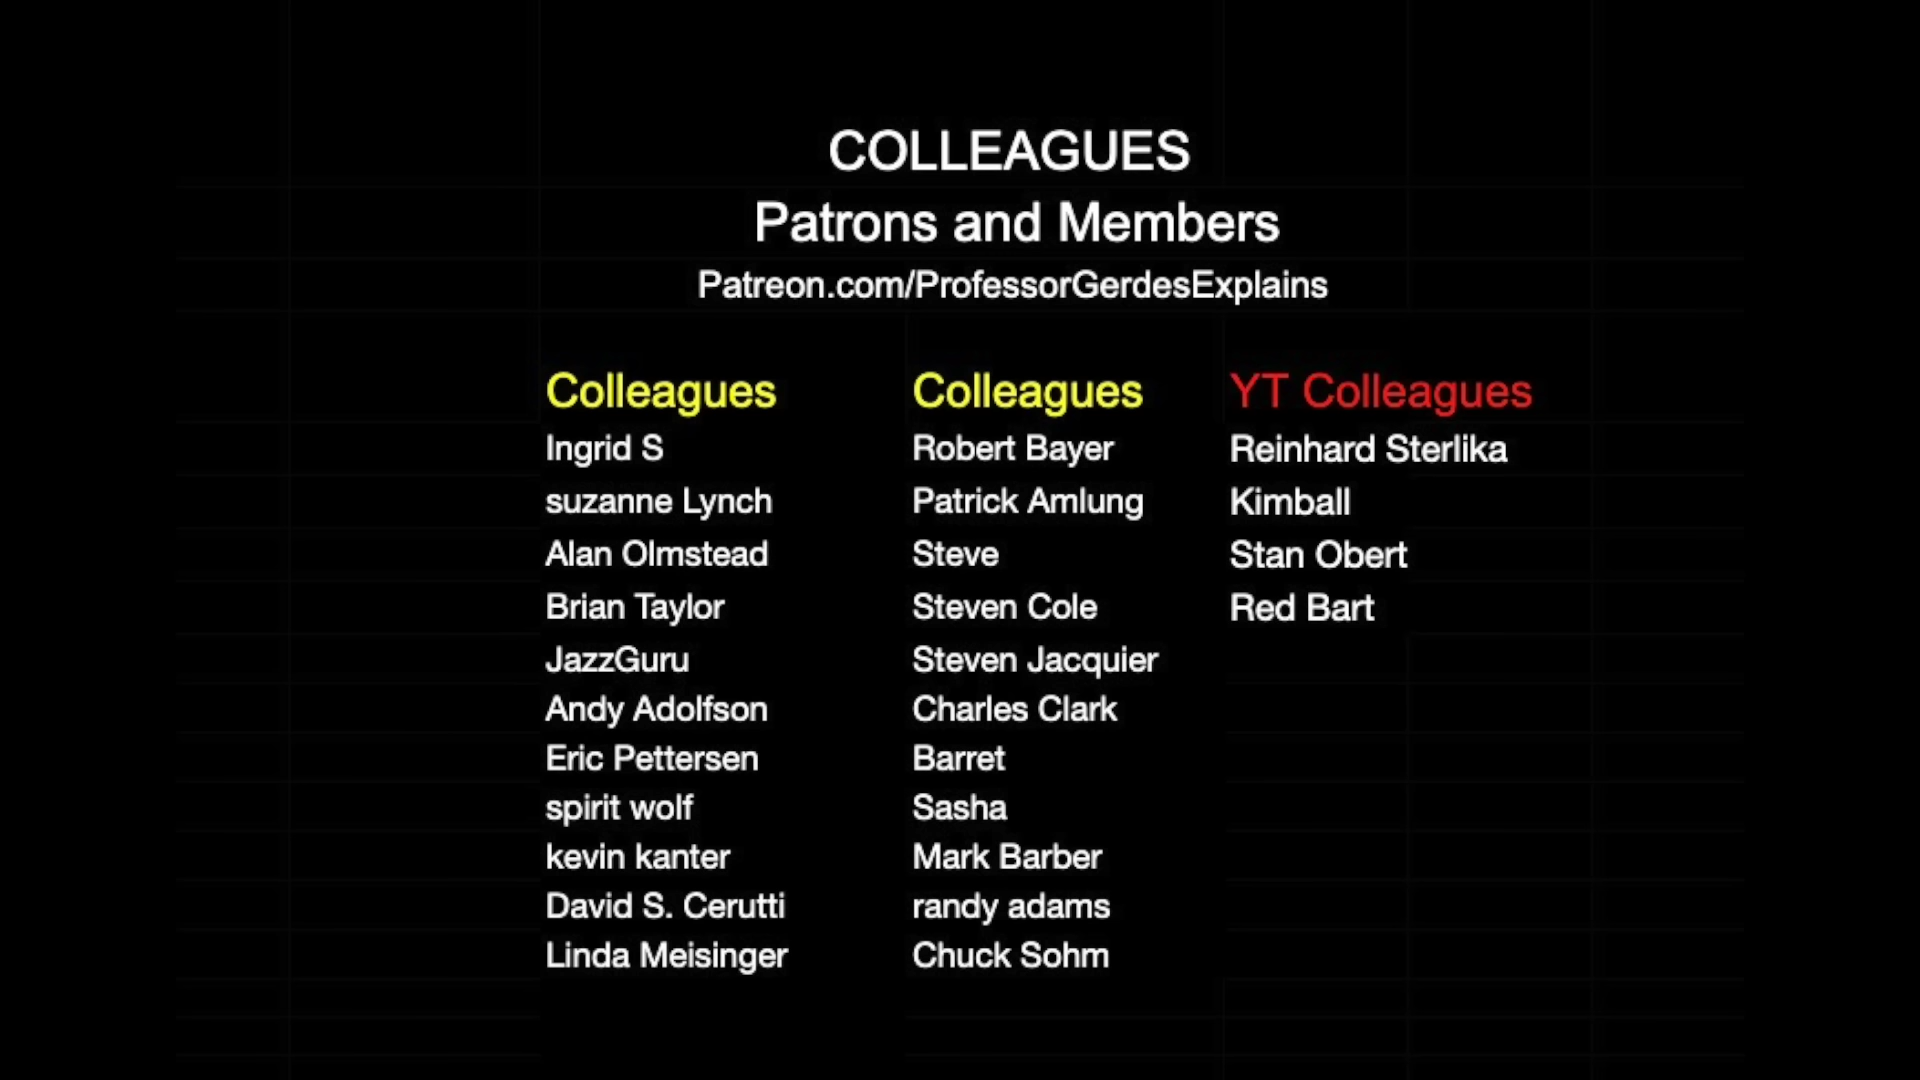 COLLEAGUES
Patrons and Members
Patreon.com/ProfessorGerdesExplains
Colleagues
Ingrid S
suzanne Lynch
Alan Olmstead
Brian Taylor
JazzGuru
Andy Adolfson
Eric Pettersen
spirit wolf
kevin kanter
David S. Cerutti
Linda Meisinger
Colleagues
Robert Bayer
Patrick Amlung
Steve
Steven Cole
Steven Jacquier
Charles Clark
Barret
Sasha
Mark Barber
randy adams
Chuck Sohm
YT Colleagues
Reinhard Sterlika
Kimball
Stan Obert
Red Bart